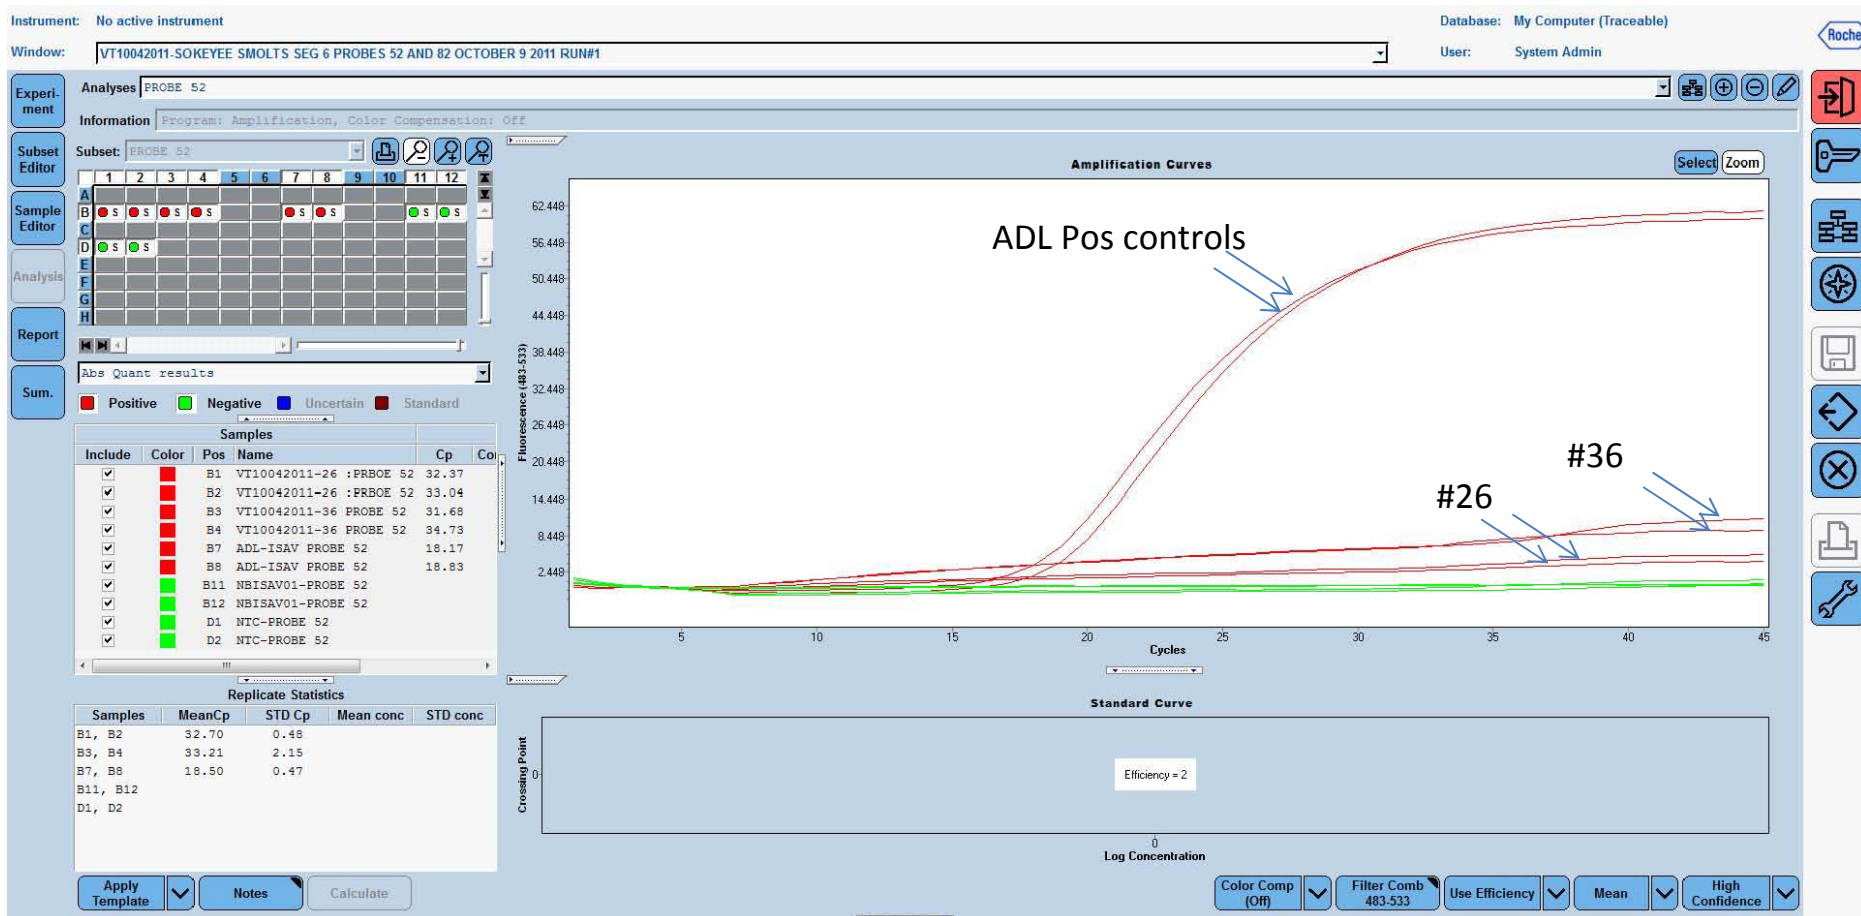 Instrument: No active instrument
Database: My Computer (Traceable)
Roche
Window: VT10042011-SOKEYEE SMOLTS SEG 6 PROBES 52 AND 82 OCTOBER 9 2011 RUN#1
User: System Admin
Experi-
ment
Subset
Editor
Sample
Editor
Analysis
Report
Sum.
Analyses PROBE 52
Information Program: Amplification, Color Compensation: Off
Subset: PROBE 52
1 2 3 4 5 6 7 8 9 10 11 12
A
B S S S S S S S S
C
D S S
E
F
G
H
Abs Quant results
Positive Negative Uncertain Standard
Samples
Include Color Pos Name Cp Co
B1 VT10042011-26 :PRBOE 52 32.37
B2 VT10042011-26 :PRBOE 52 33.04
B3 VT10042011-36 PROBE 52 31.68
B4 VT10042011-36 PROBE 52 34.73
B7 ADL-ISAV PROBE 52 18.17
B8 ADL-ISAV PROBE 52 18.83
B11 NBISAV01-PROBE 52
B12 NBISAV01-PROBE 52
D1 NTC-PROBE 52
D2 NTC-PROBE 52
Replicate Statistics
Samples MeanCp STD Cp Mean conc STD conc
B1, B2 32.70 0.48
B3, B4 33.21 2.15
B7, B8 18.50 0.47
B11, B12
D1, D2
Apply
Template
Notes
Calculate
Amplification Curves
Select Zoom
Fluorescence (483-533)
62.448
56.448
50.448
44.448
38.448
32.448
26.448
20.448
14.448
8.448
2.448
ADL Pos controls
#36
#26
5 10 15 20 25 30 35 40 45
Cycles
Standard Curve
Crossing Point
0
Efficiency = 2
0
Log Concentration
Color Comp
(Off)
Filter Comb
483-533
Use Efficiency
Mean
High
Confidence